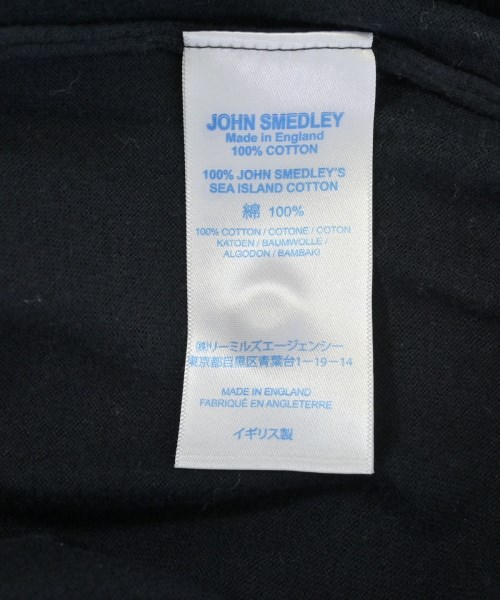 JOHN SMEDLEY
Made in England
100% COTTON
100% JOHN SMEDLEY'S
SEA ISLAND COTTON
綿 100%
100% COTTON / COTONE / COTON
KATOEN / BAUMWOLLE /
ALGODON / BAMBAKI
㈱リーミルズエージェンシー
東京都目黒区青葉台1-19-14
MADE IN ENGLAND
FABRIQUÉ EN ANGLETERRE
イギリス製